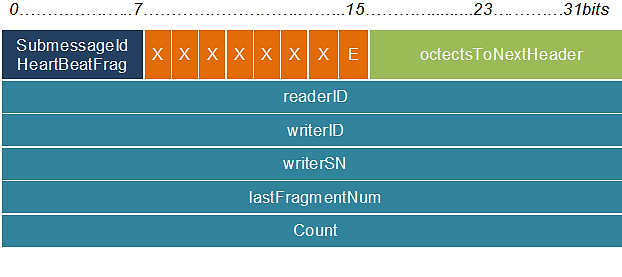 0....................7..............................15.......................23................31bits
SubmessageId
HeartBeatFrag
X X X X X X X E
octectsToNextHeader
readerID
writerID
writerSN
lastFragmentNum
Count